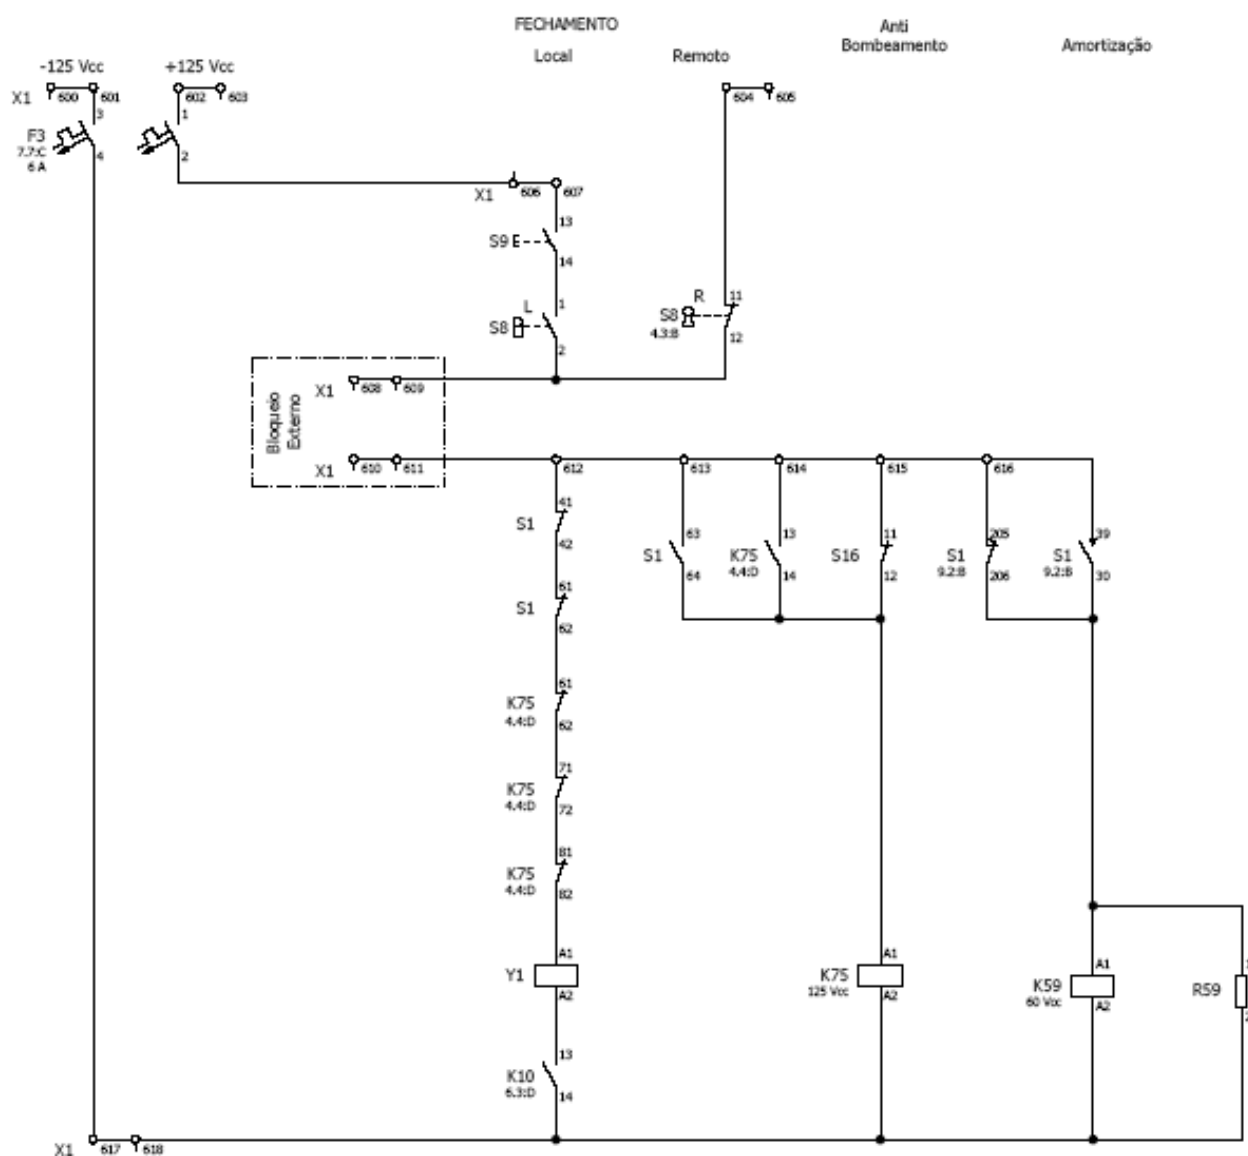 FECHAMENTO
Anti
Bombeamento
Local
Remoto
Amortização
-125 Vcc
+125 Vcc
X1
600
601
602
603
604
605
3
1
F3
7.7:C
6 A
4
2
X1
606
607
13
S9
14
1
L
S8
2
R
11
S8
4.3:B
12
Bloqueio
Externo
X1
608
609
X1
610
611
612
613
614
615
616
41
S1
42
63
S1
64
13
K75
4.4:D
14
11
S16
12
205
S1
9.2:B
206
39
S1
9.2:B
30
61
S1
62
61
K75
4.4:D
62
71
K75
4.4:D
72
81
K75
4.4:D
82
A1
Y1
A2
A1
K75
125 Vcc
A2
A1
K59
60 Vcc
A2
1
R59
2
13
K10
6.3:D
14
X1
617
618